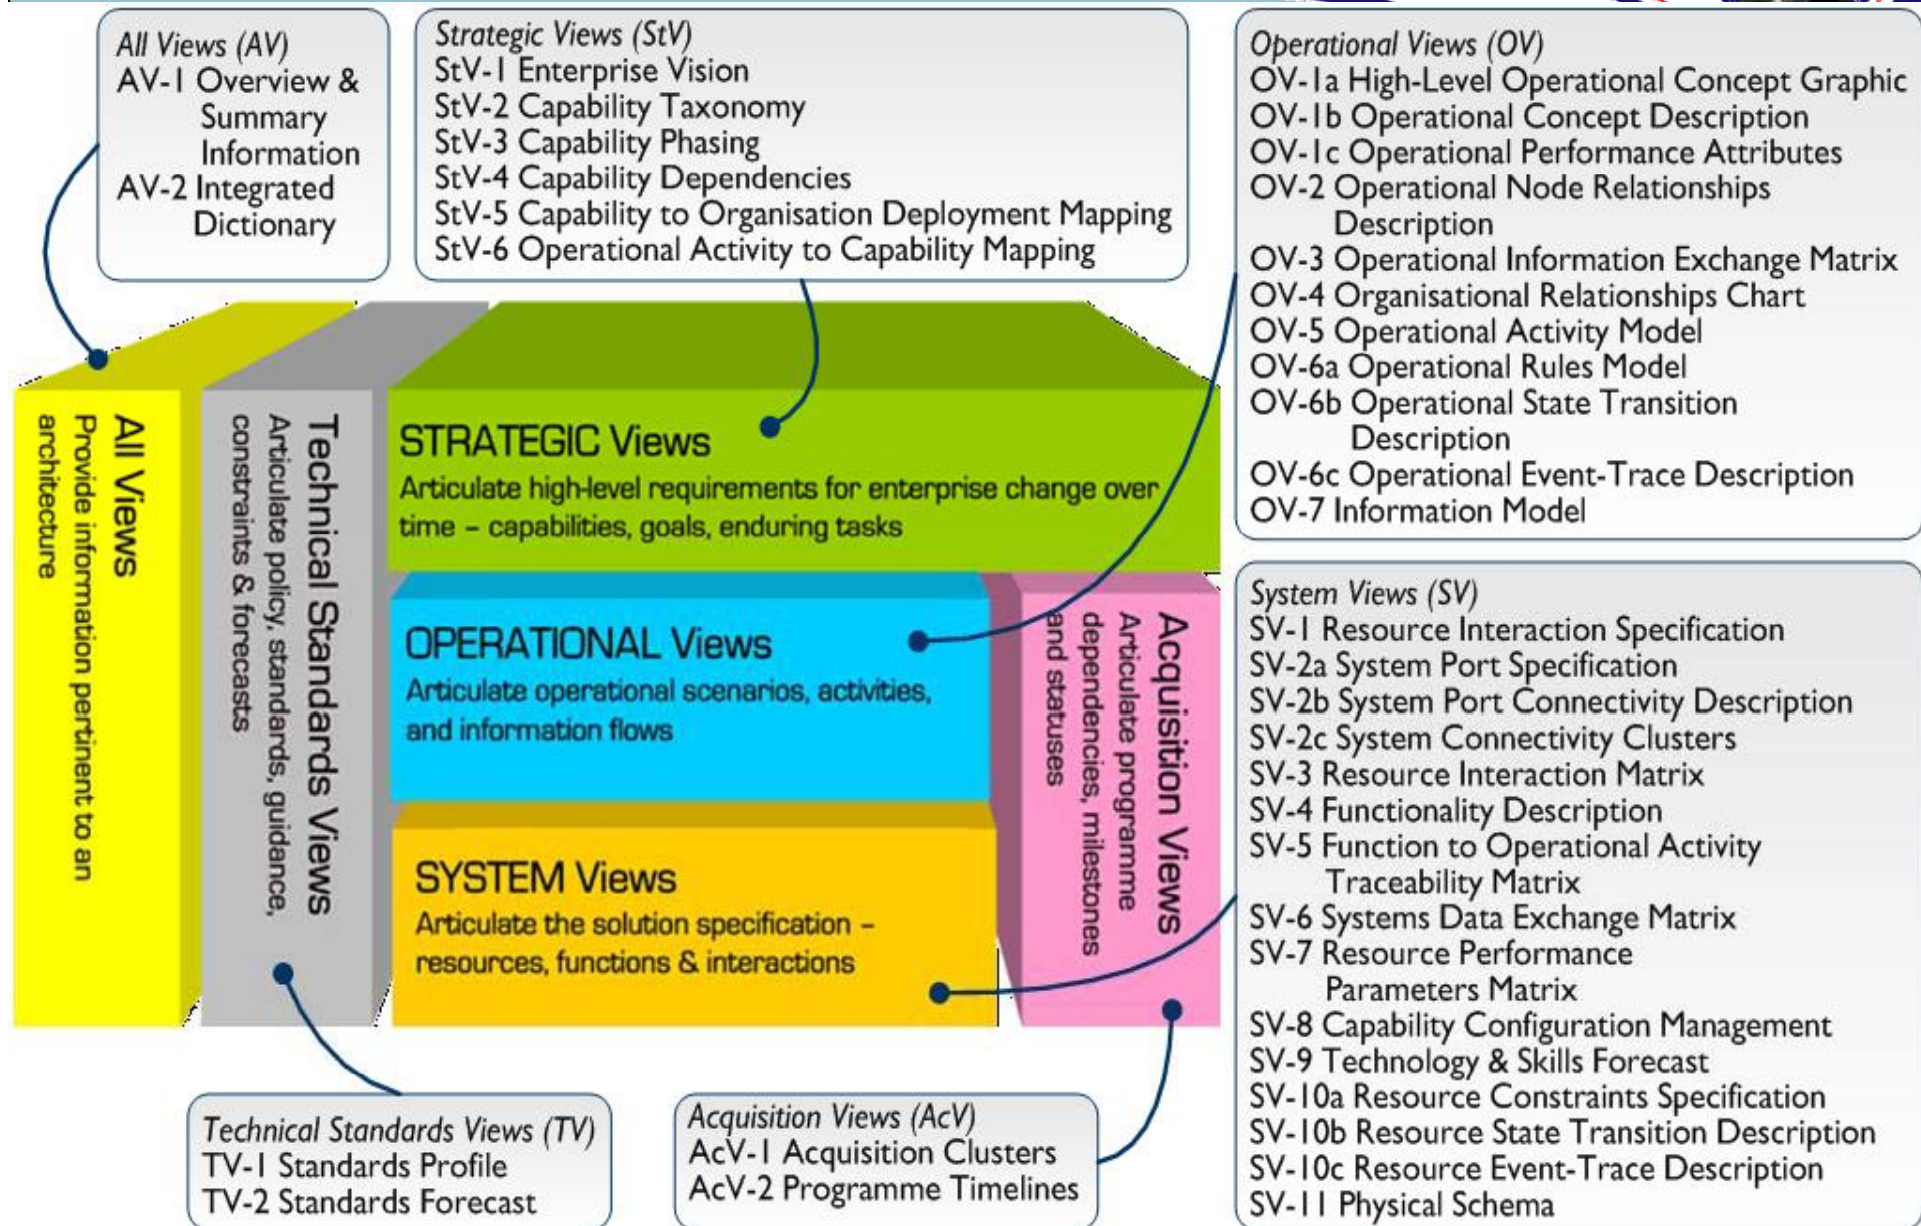 All Views (AV)
AV-1 Overview &
Summary
Information
AV-2 Integrated
Dictionary
Strategic Views (StV)
StV-1 Enterprise Vision
StV-2 Capability Taxonomy
StV-3 Capability Phasing
StV-4 Capability Dependencies
StV-5 Capability to Organisation Deployment Mapping
StV-6 Operational Activity to Capability Mapping
Operational Views (OV)
OV-1a High-Level Operational Concept Graphic
OV-1b Operational Concept Description
OV-1c Operational Performance Attributes
OV-2 Operational Node Relationships
Description
OV-3 Operational Information Exchange Matrix
OV-4 Organisational Relationships Chart
OV-5 Operational Activity Model
OV-6a Operational Rules Model
OV-6b Operational State Transition
Description
OV-6c Operational Event-Trace Description
OV-7 Information Model
All Views
Provide information pertinent to an
architecture
Technical Standards Views
Articulate policy, standards, guidance,
constraints & forecasts
STRATEGIC Views
Articulate high-level requirements for enterprise change over
time – capabilities, goals, enduring tasks
OPERATIONAL Views
Articulate operational scenarios, activities,
and information flows
SYSTEM Views
Articulate the solution specification –
resources, functions & interactions
Acquisition Views
Articulate programme
dependencies, milestones
and statuses
System Views (SV)
SV-1 Resource Interaction Specification
SV-2a System Port Specification
SV-2b System Port Connectivity Description
SV-2c System Connectivity Clusters
SV-3 Resource Interaction Matrix
SV-4 Functionality Description
SV-5 Function to Operational Activity
Traceability Matrix
SV-6 Systems Data Exchange Matrix
SV-7 Resource Performance
Parameters Matrix
SV-8 Capability Configuration Management
SV-9 Technology & Skills Forecast
SV-10a Resource Constraints Specification
SV-10b Resource State Transition Description
SV-10c Resource Event-Trace Description
SV-11 Physical Schema
Technical Standards Views (TV)
TV-1 Standards Profile
TV-2 Standards Forecast
Acquisition Views (AcV)
AcV-1 Acquisition Clusters
AcV-2 Programme Timelines